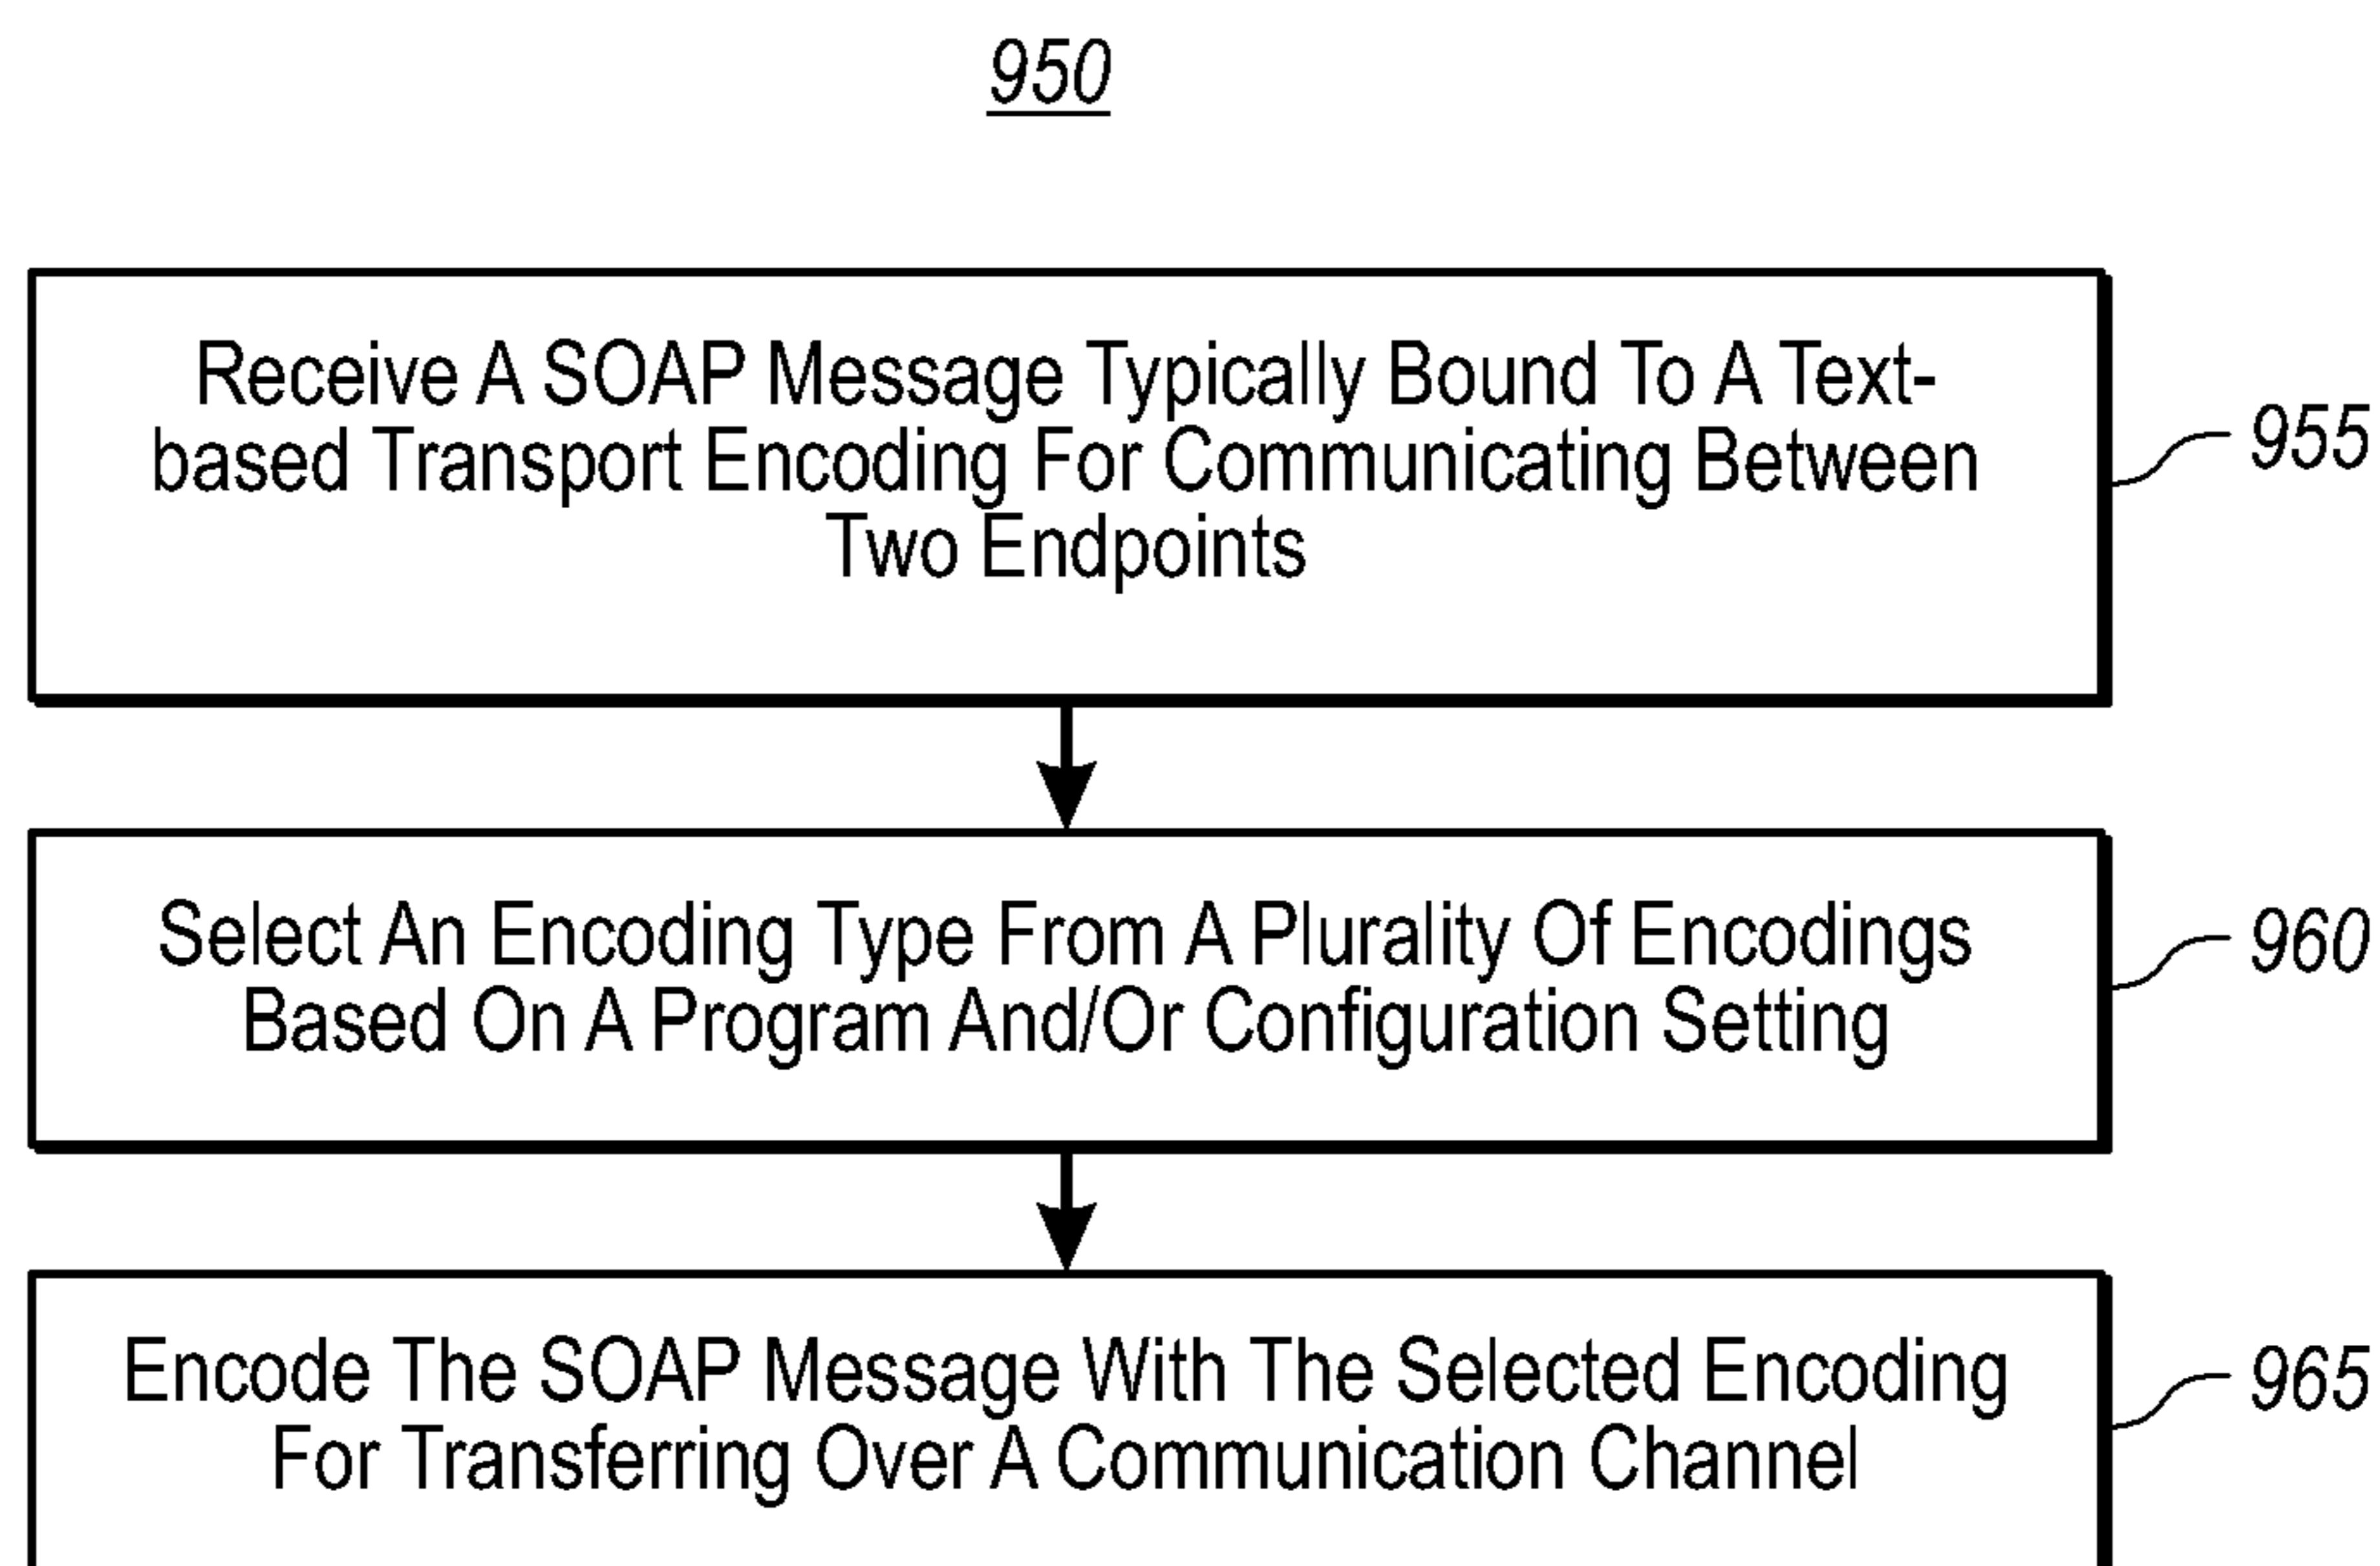 950
Receive A SOAP Message Typically Bound To A Text-
based Transport Encoding For Communicating Between
Two Endpoints
955
Select An Encoding Type From A Plurality Of Encodings
Based On A Program And/Or Configuration Setting
960
Encode The SOAP Message With The Selected Encoding
For Transferring Over A Communication Channel
965